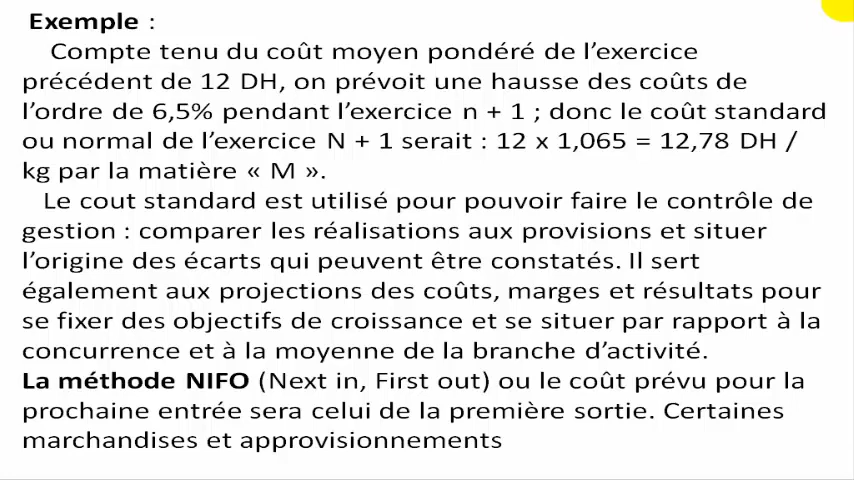 Exemple :
Compte tenu du coût moyen pondéré de l’exercice
précédent de 12 DH, on prévoit une hausse des coûts de
l’ordre de 6,5% pendant l’exercice n + 1 ; donc le coût standard
ou normal de l’exercice N + 1 serait : 12 x 1,065 = 12,78 DH /
kg par la matière « M ».
Le cout standard est utilisé pour pouvoir faire le contrôle de
gestion : comparer les réalisations aux provisions et situer
l’origine des écarts qui peuvent être constatés. Il sert
également aux projections des coûts, marges et résultats pour
se fixer des objectifs de croissance et se situer par rapport à la
concurrence et à la moyenne de la branche d’activité.
La méthode NIFO (Next in, First out) ou le coût prévu pour la
prochaine entrée sera celui de la première sortie. Certaines
marchandises et approvisionnements